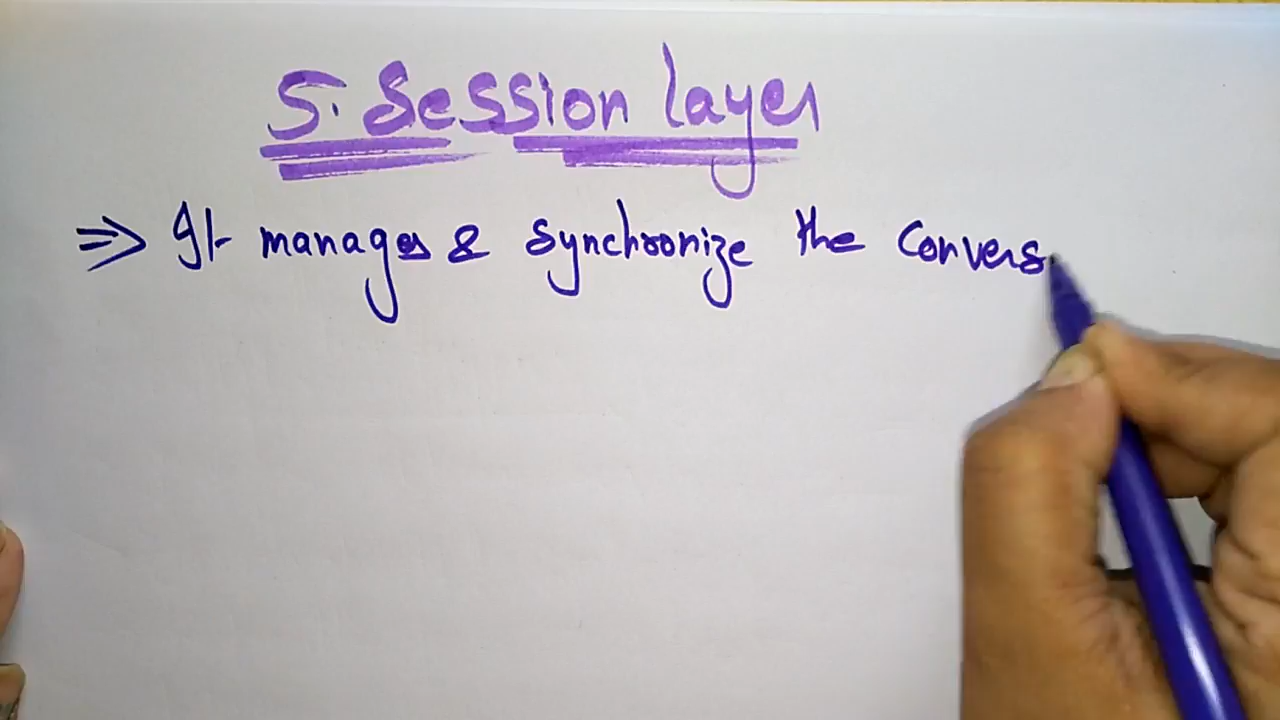 5. Session layer
⇒ It manages & synchronize the Convers